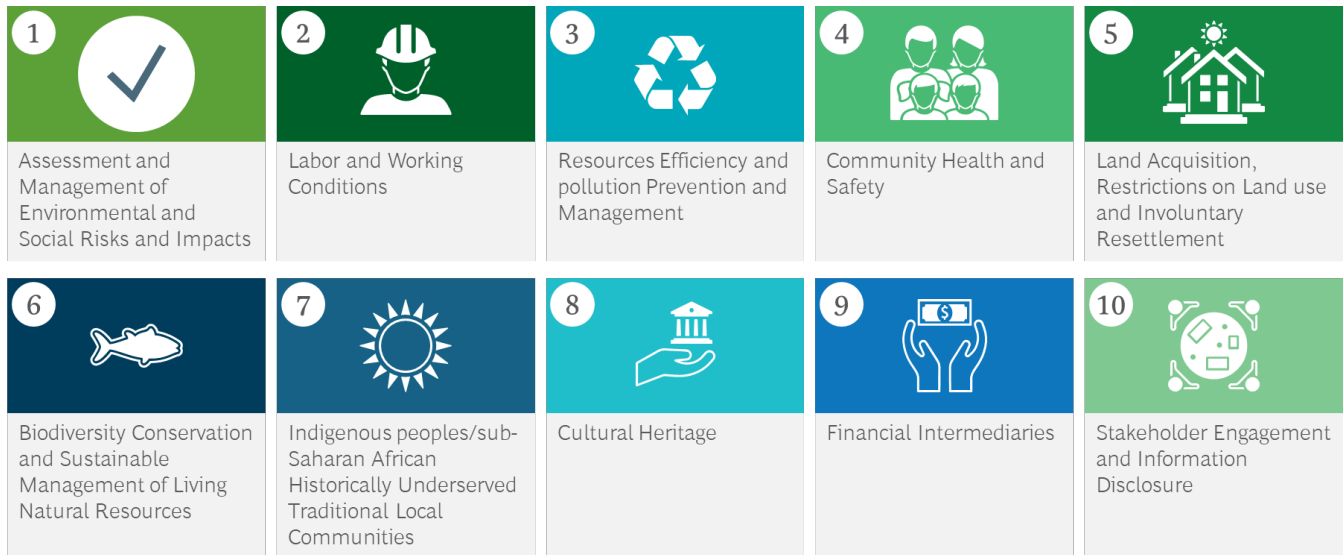 1
Assessment and
Management of
Environmental and
Social Risks and Impacts
2
Labor and Working
Conditions
3
Resources Efficiency and
pollution Prevention and
Management
4
Community Health and
Safety
5
Land Acquisition,
Restrictions on Land use
and Involuntary
Resettlement
6
Biodiversity Conservation
and Sustainable
Management of Living
Natural Resources
7
Indigenous peoples/sub-
Saharan African
Historically Underserved
Traditional Local
Communities
8
Cultural Heritage
9
$
Financial Intermediaries
10
Stakeholder Engagement
and Information
Disclosure